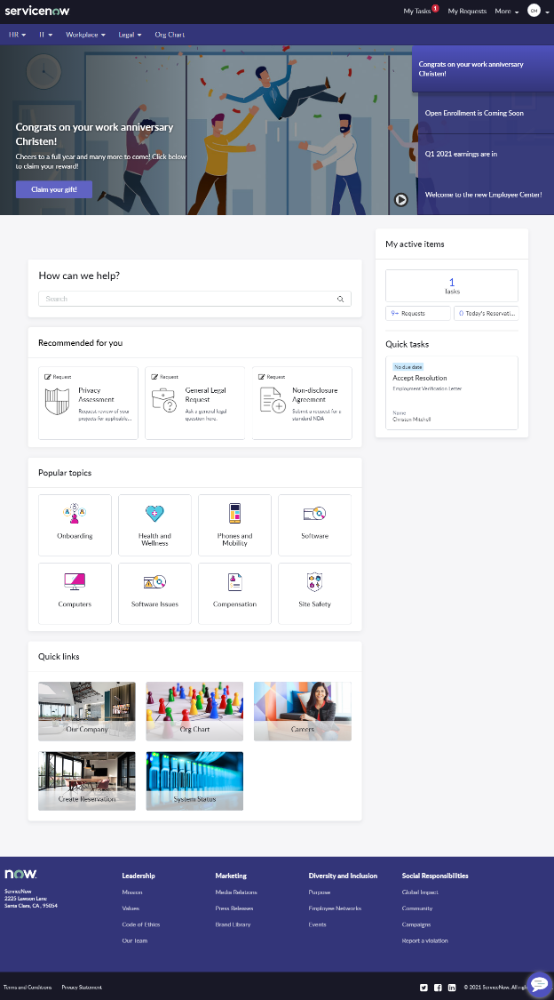 servicenow
My Tasks 1
My Requests
More
CM
HR
IT
Workplace
Legal
Org Chart
Congrats on your work anniversary
Christen!
Cheers to a full year and many more to come! Click below
to claim your reward!
Claim your gift!
Congrats on your work anniversary
Christen!
Open Enrollment is Coming Soon
Q1 2021 earnings are in
Welcome to the new Employee Center!
How can we help?
Search
Recommended for you
Request
Privacy
Assessment
Request review of your
projects for applicable...
Request
General Legal
Request
Ask a general legal
question here.
Request
Non-disclosure
Agreement
Submit a request for a
standard NDA
Popular topics
Onboarding
Health and
Wellness
Phones and
Mobility
Software
Computers
Software Issues
Compensation
Site Safety
Quick links
Our Company
Org Chart
Careers
Create Reservation
System Status
My active items
1
Tasks
9+ Requests
0 Today's Reservati...
Quick tasks
No due date
Accept Resolution
Employment Verification Letter
Name
Christen Mitchell
now.
ServiceNow
2225 Lawson Lane
Santa Clara, CA, 95054
Leadership
Mission
Values
Code of Ethics
Our Team
Marketing
Media Relations
Press Releases
Brand Library
Diversity and Inclusion
Purpose
Employee Networks
Events
Social Responsibilities
Global Impact
Community
Campaigns
Report a violation
Terms and Conditions
Privacy Statement
© 2021 ServiceNow. All